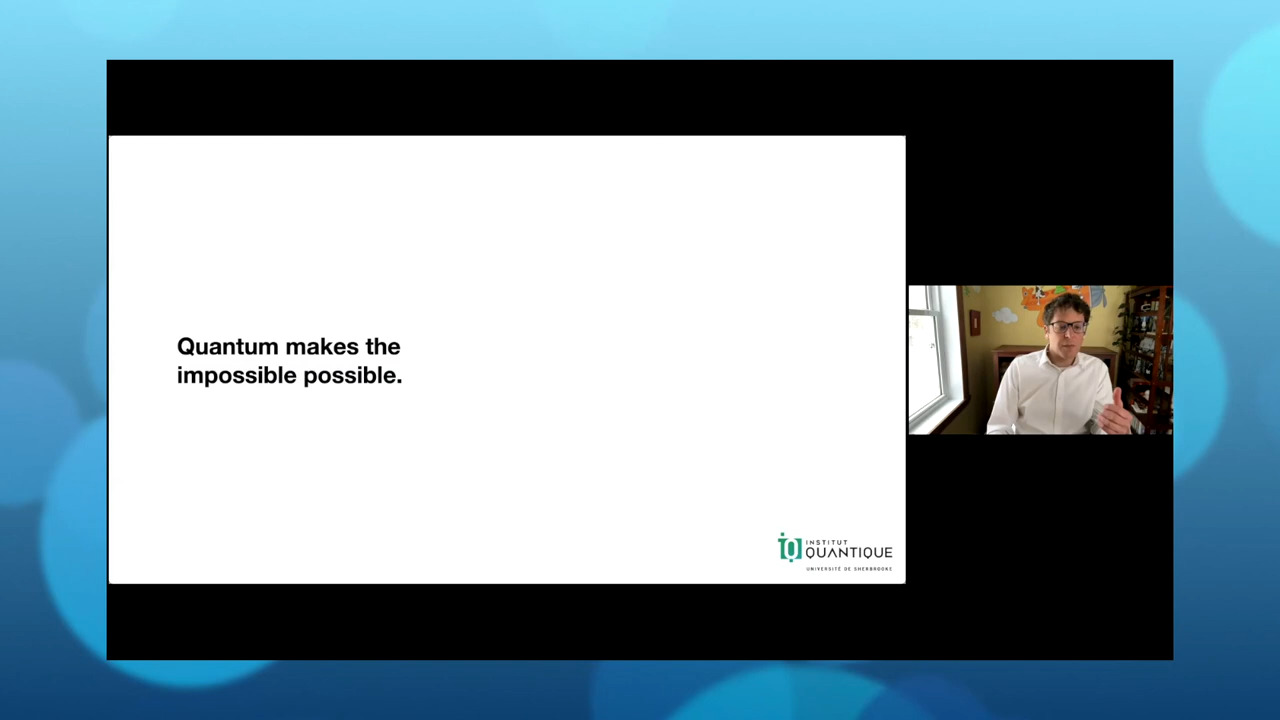 Quantum makes the
impossible possible.
INSTITUT
QUANTIQUE
UNIVERSITÉ DE SHERBROOKE